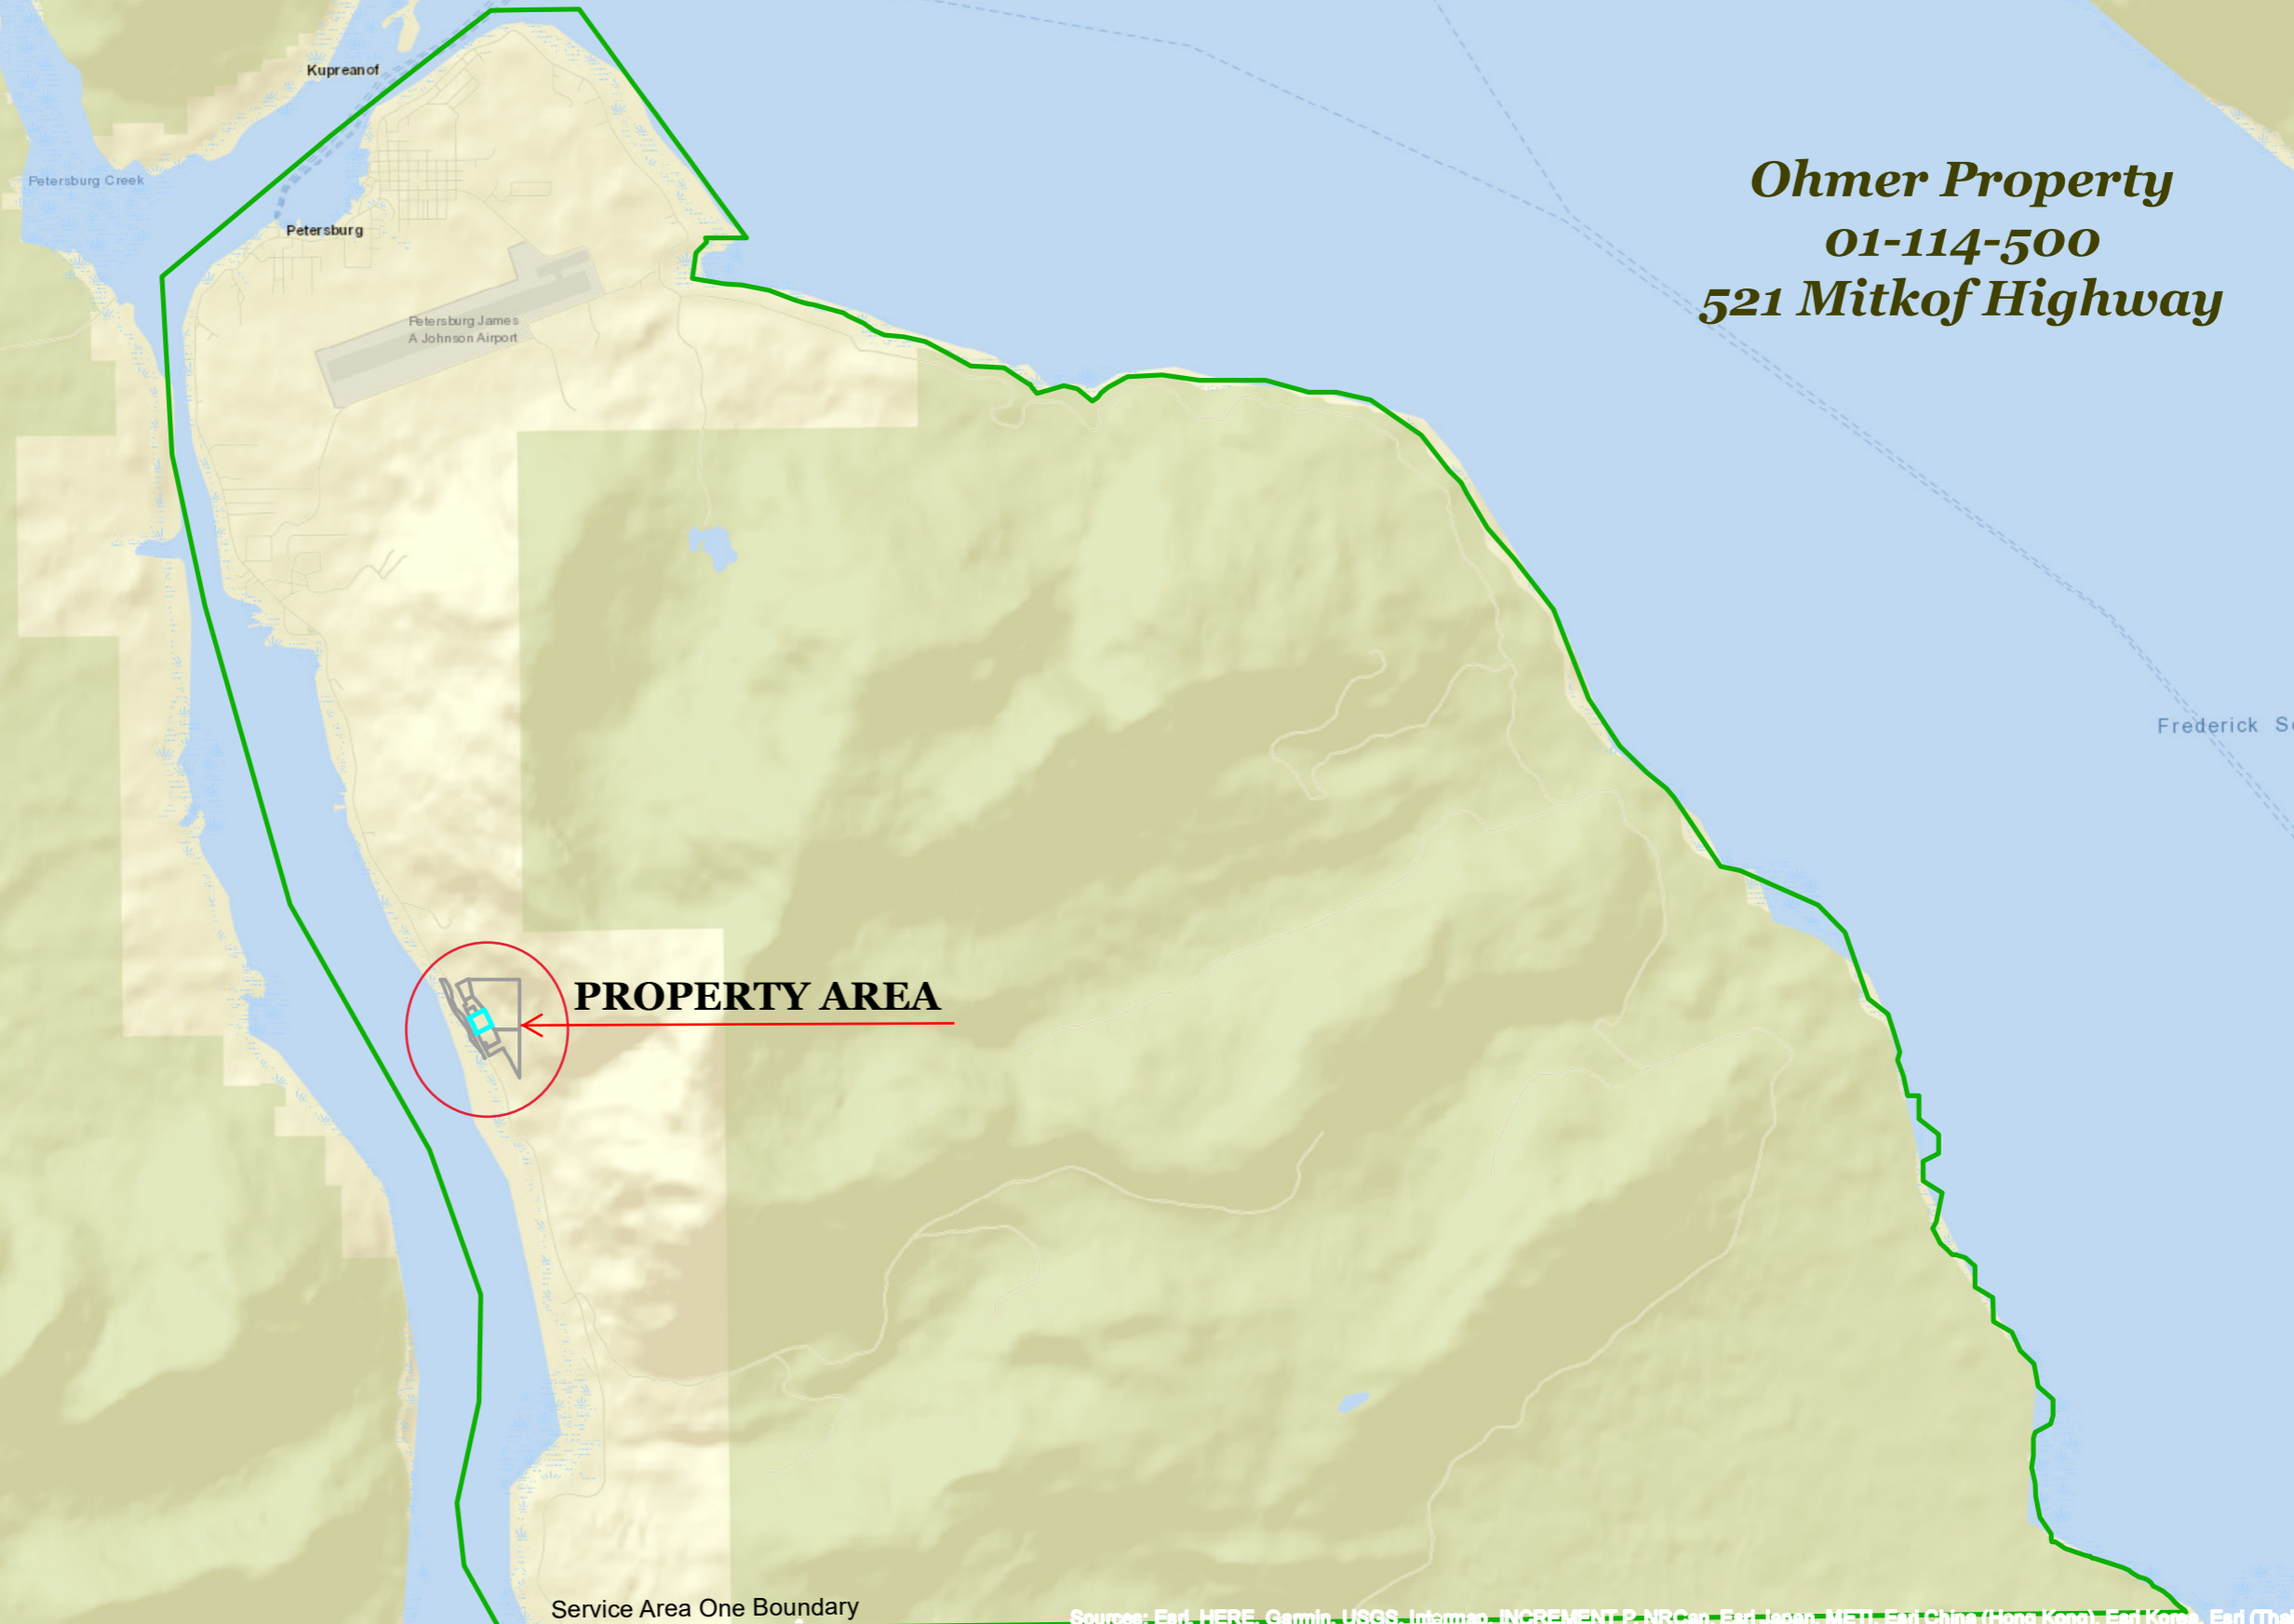 Kupreanof
Petersburg Creek
Petersburg
Petersburg James
A Johnson Airport
Ohmer Property
01-114-500
521 Mitkof Highway
Frederick
PROPERTY AREA
Service Area One Boundary
Sources: Esri, HERE, Garmin, USGS, Intermap, INCREMENT P, NRCan, Esri Japan, METI, Esri China (Hong Kong), Esri Korea, Esri